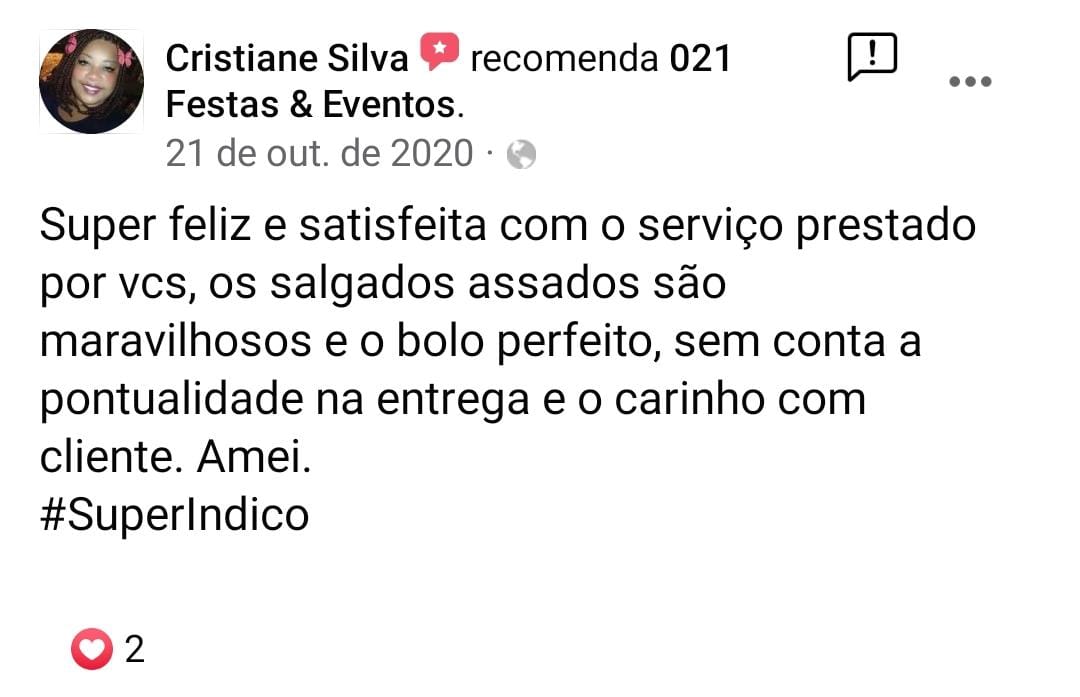 Cristiane Silva recomenda 021
Festas & Eventos.
21 de out. de 2020 ·
Super feliz e satisfeita com o serviço prestado
por vcs, os salgados assados são
maravilhosos e o bolo perfeito, sem conta a
pontualidade na entrega e o carinho com
cliente. Amei.
#SuperIndico
2